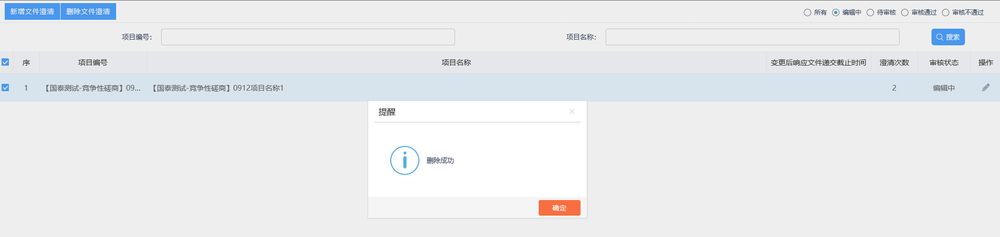 新增文件澄清 删除文件澄清 所有 编辑中 待审核 审核通过 审核不通过
项目编号： 项目名称： 搜索
序 项目编号 项目名称 变更后响应文件递交截止时间 澄清次数 审核状态 操作
1 【国泰测试-竞争性磋商】09... 【国泰测试-竞争性磋商】0912项目名称1 2 编辑中
提醒
删除成功
确定